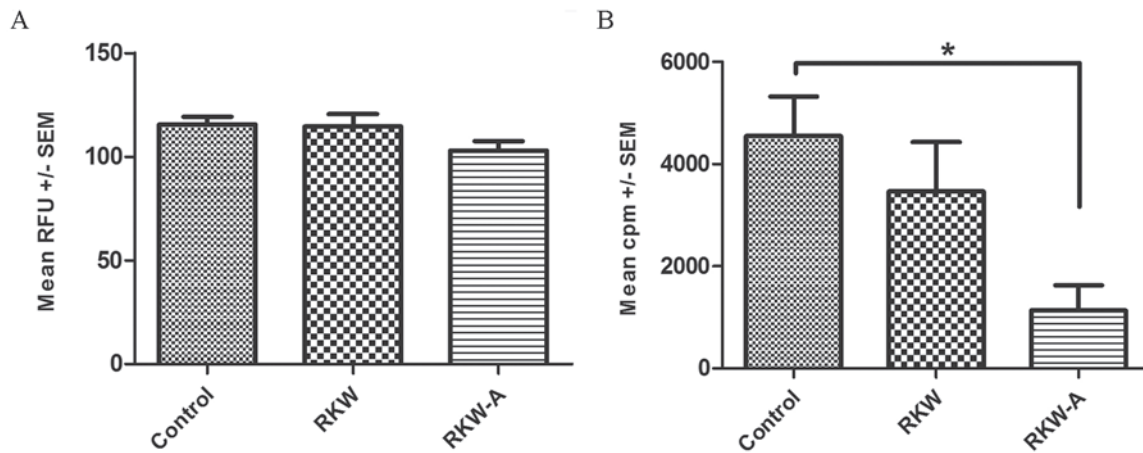 A
Mean RFU +/- SEM
150
100
50
0
Control
RKW
RKW-A
B
Mean cpm +/- SEM
6000
4000
2000
0
*
Control
RKW
RKW-A